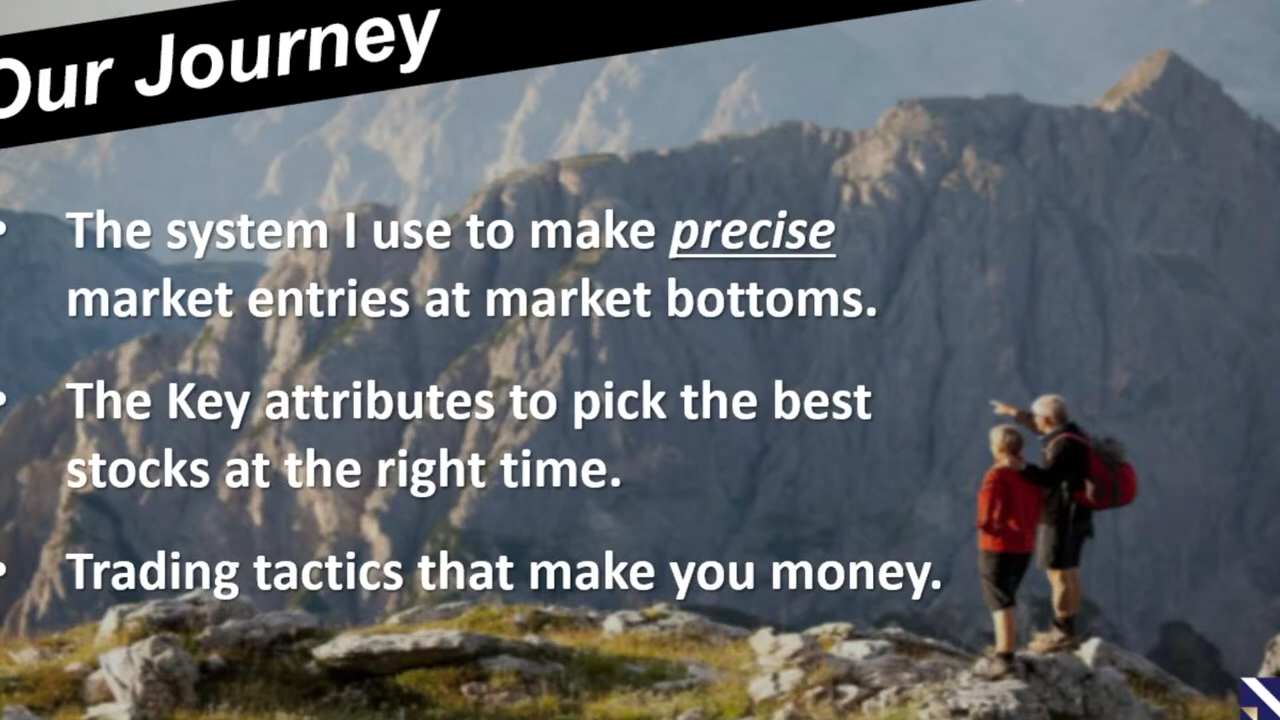 Our Journey
• The system I use to make precise
market entries at market bottoms.
• The Key attributes to pick the best
stocks at the right time.
• Trading tactics that make you money.